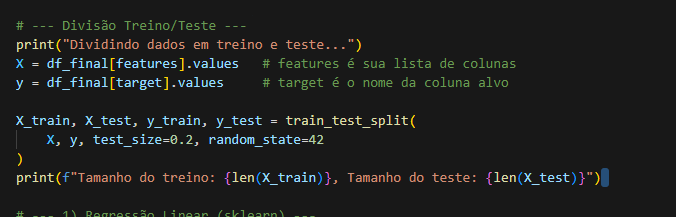 # --- Divisão Treino/Teste ---
print("Dividindo dados em treino e teste...")
X = df_final[features].values   # features é sua lista de colunas
y = df_final[target].values     # target é o nome da coluna alvo

X_train, X_test, y_train, y_test = train_test_split(
    X, y, test_size=0.2, random_state=42
)
print(f"Tamanho do treino: {len(X_train)}, Tamanho do teste: {len(X_test)}")

# --- 1) Regressão Linear (sklearn) ---